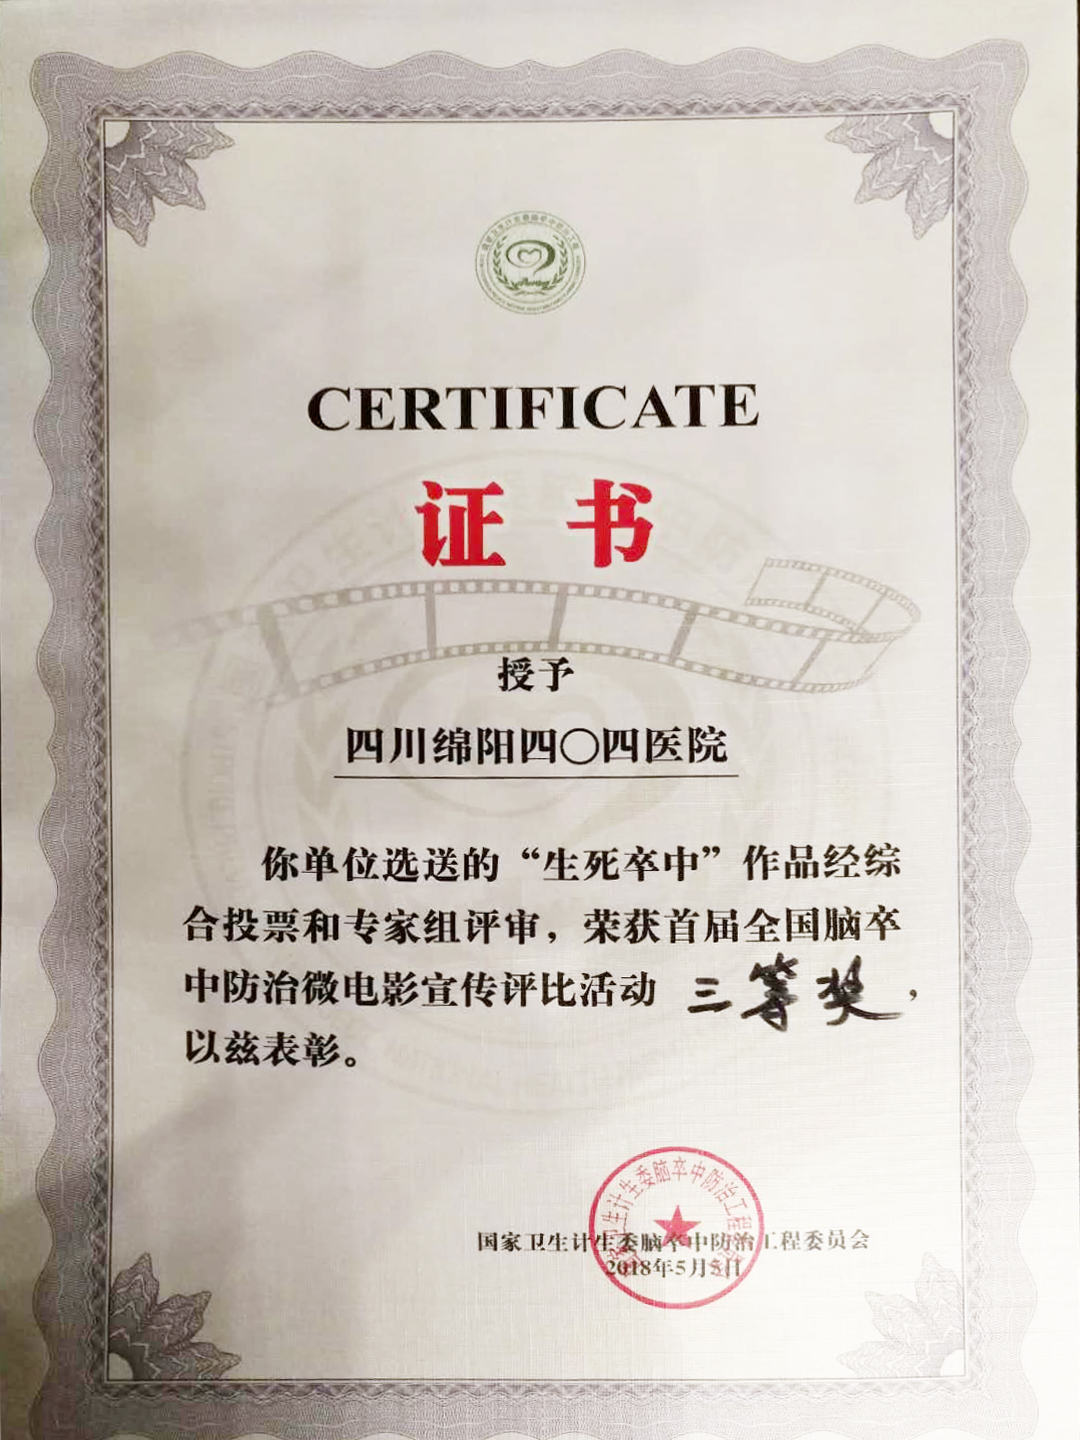 CERTIFICATE
证书
授予
四川绵阳四〇四医院
你单位选送的“生死卒中”作品经综
合投票和专家组评审，荣获首届全国脑卒
中防治微电影宣传评比活动 三等奖，
以兹表彰。
国家卫生计生委脑卒中防治工程委员会
2018年5月5日